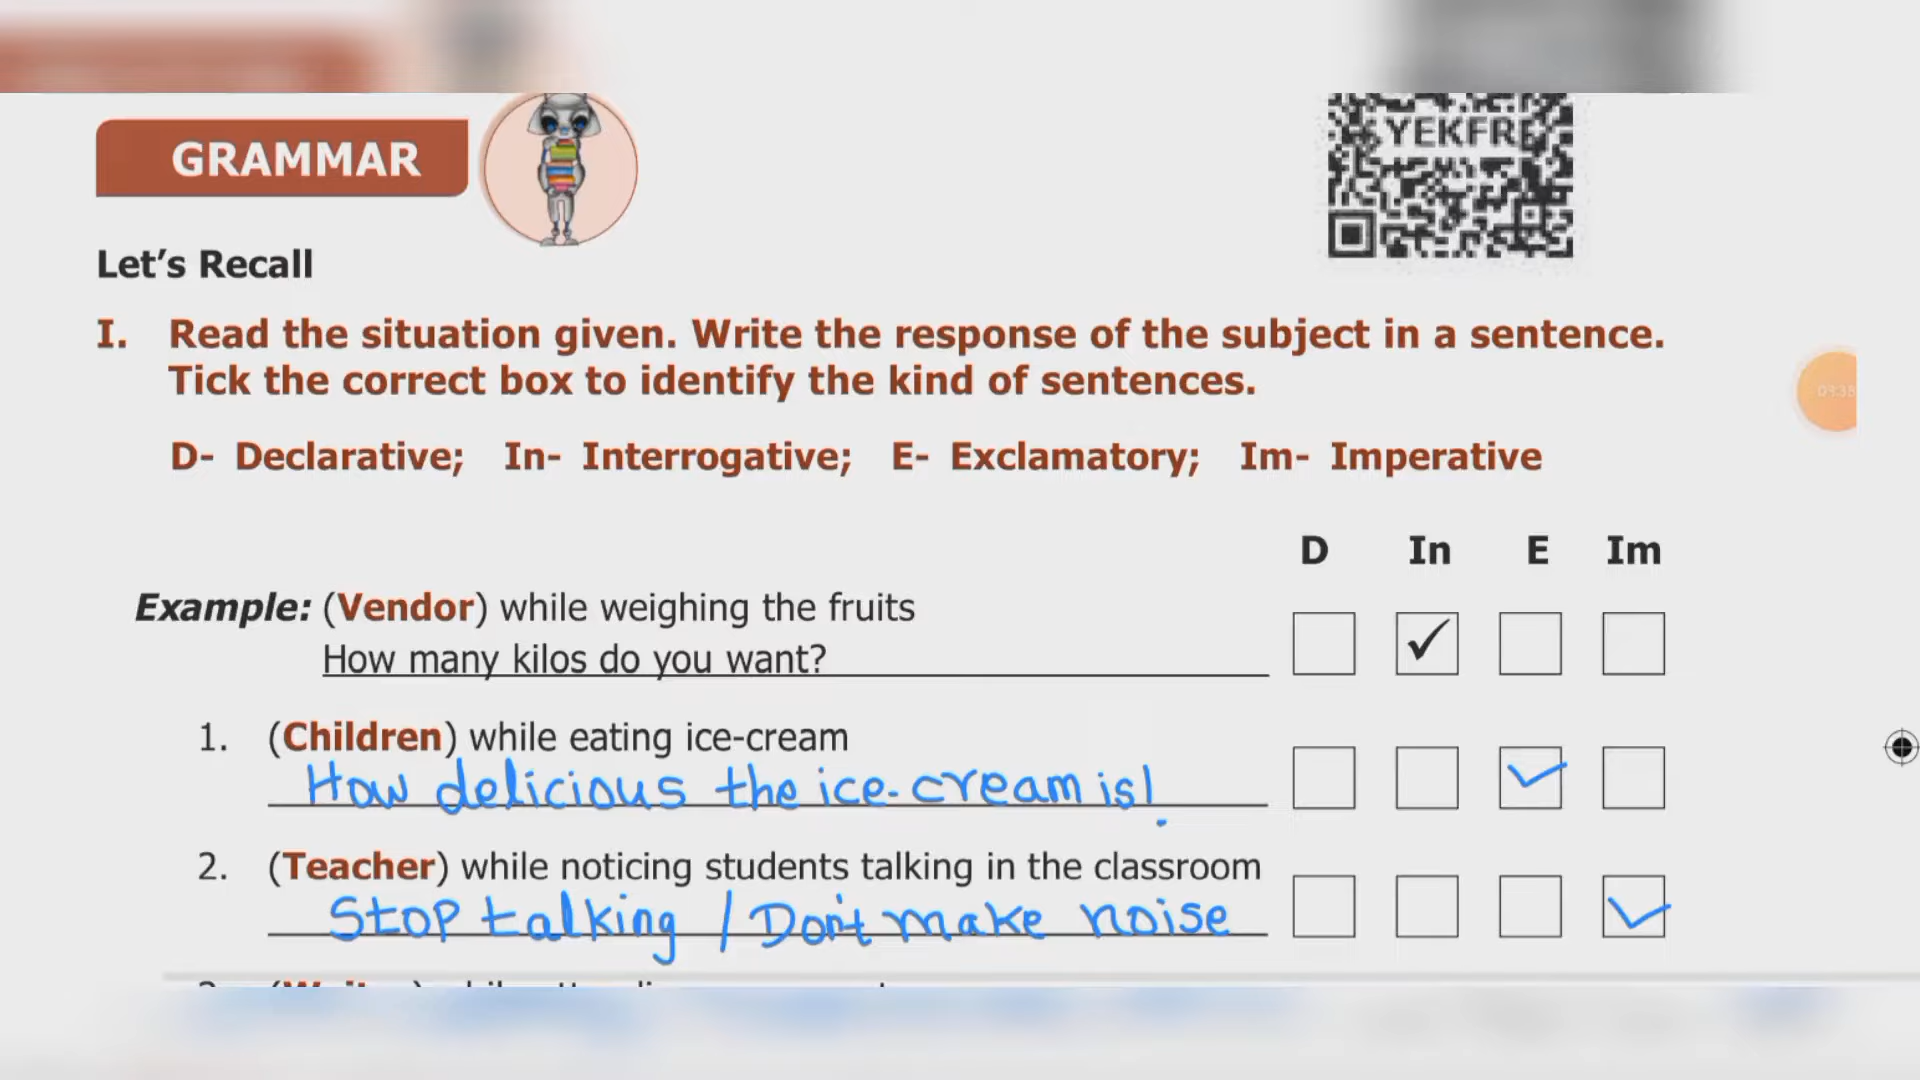 YEKFRE
GRAMMAR
Let's Recall
I. Read the situation given. Write the response of the subject in a sentence.
Tick the correct box to identify the kind of sentences.
D- Declarative; In- Interrogative; E- Exclamatory; Im- Imperative
D In E Im
Example: (Vendor) while weighing the fruits
How many kilos do you want?
1. (Children) while eating ice-cream
How delicious the ice-cream is!
2. (Teacher) while noticing students talking in the classroom
Stop talking / Don't make noise